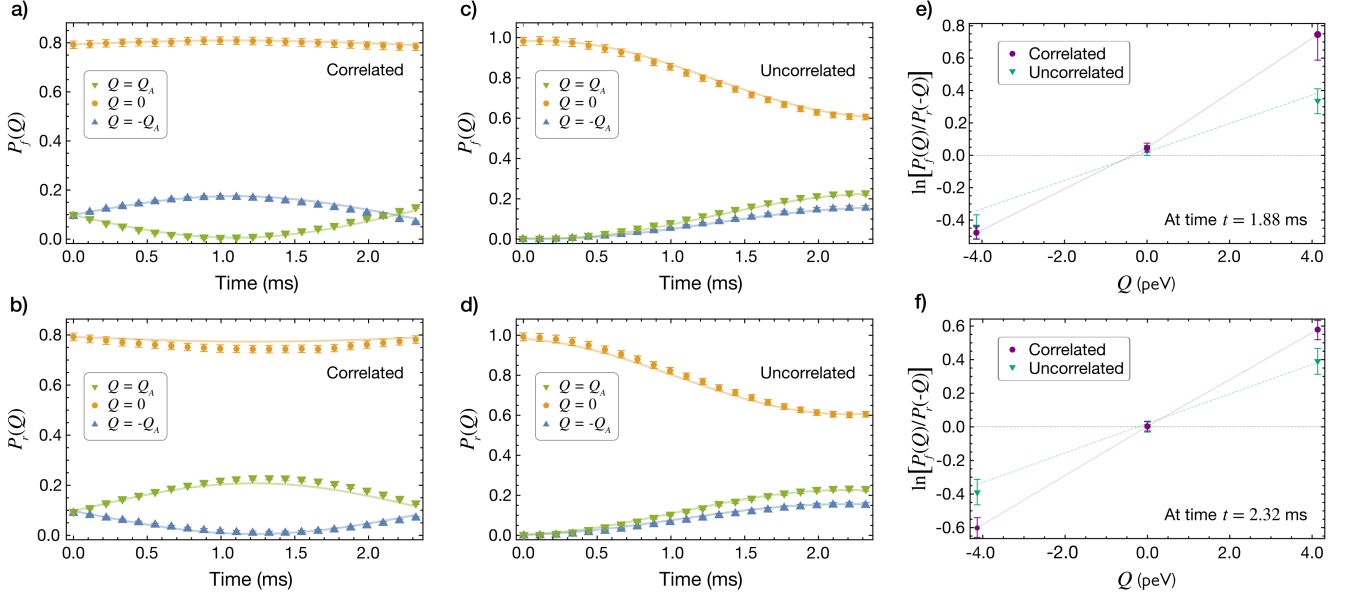 a)
Correlated
Q = Q_A
Q = 0
Q = -Q_A
P_f(Q)
0.8
0.6
0.4
0.2
0.0
0.0 0.5 1.0 1.5 2.0
Time (ms)
c)
Uncorrelated
Q = Q_A
Q = 0
Q = -Q_A
P_f(Q)
1.0
0.8
0.6
0.4
0.2
0.0
0.0 0.5 1.0 1.5 2.0
Time (ms)
e)
Correlated
Uncorrelated
ln[P_f(Q)/P_r(-Q)]
0.8
0.6
0.4
0.2
0.0
-0.2
-0.4
At time t = 1.88 ms
-4.0 -2.0 0.0 2.0 4.0
Q (peV)
b)
Correlated
Q = Q_A
Q = 0
Q = -Q_A
P_r(Q)
0.8
0.6
0.4
0.2
0.0
0.0 0.5 1.0 1.5 2.0
Time (ms)
d)
Uncorrelated
Q = Q_A
Q = 0
Q = -Q_A
P_r(Q)
1.0
0.8
0.6
0.4
0.2
0.0
0.0 0.5 1.0 1.5 2.0
Time (ms)
f)
Correlated
Uncorrelated
ln[P_f(Q)/P_r(-Q)]
0.6
0.4
0.2
0.0
-0.2
-0.4
-0.6
At time t = 2.32 ms
-4.0 -2.0 0.0 2.0 4.0
Q (peV)